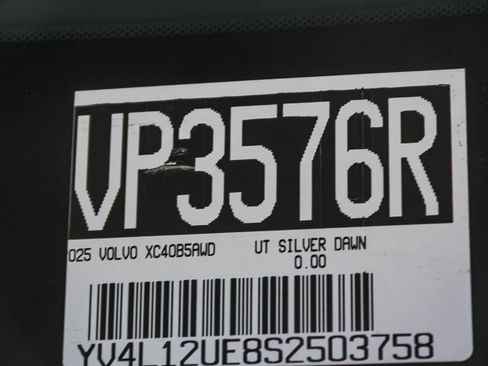 VP3576R
025 VOLVO XC40B5AWD UT SILVER DAWN
0.00
YV4L12UE8S2503758